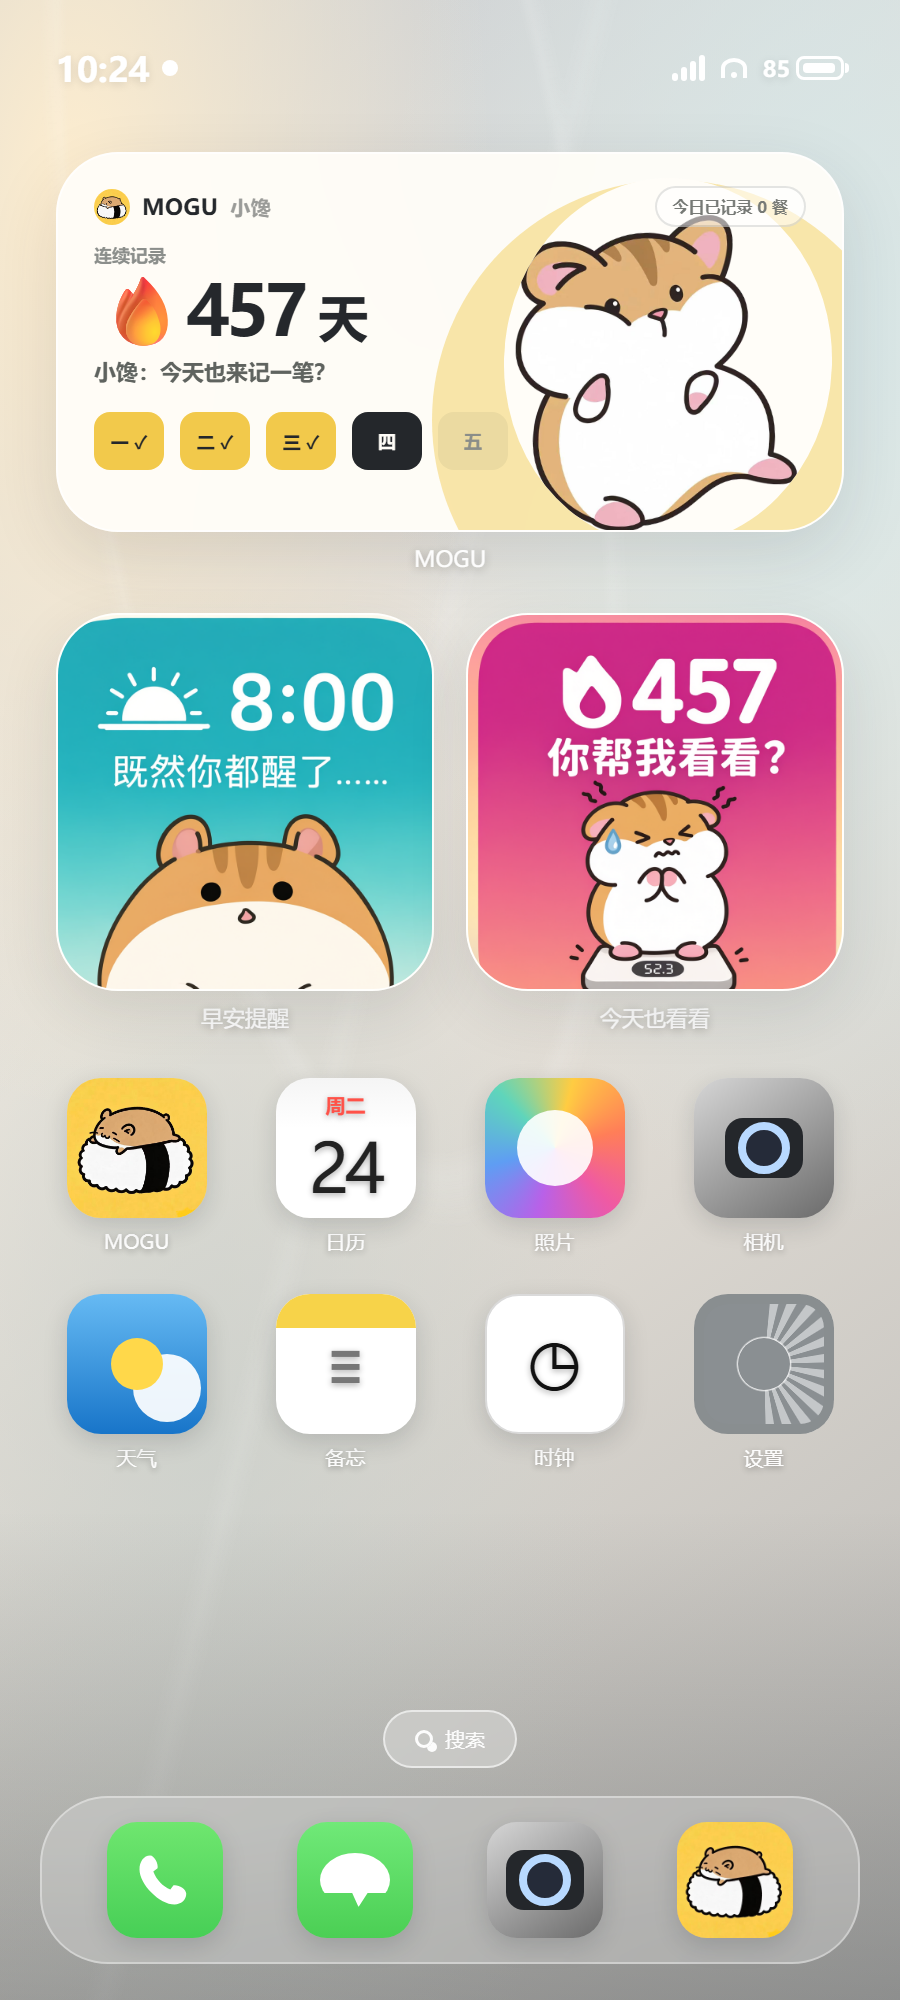 10:24
85
MOGU 小馋
今日已记录 0 餐
连续记录
457 天
小馋：今天也来记一笔?
一 ✓ 二 ✓ 三 ✓ 四 五
MOGU
8:00
既然你都醒了......
457
你帮我看看?
52.3
早安提醒 今天也看看
周二
24
MOGU 日历 照片 相机
天气 备忘 时钟 设置
搜索